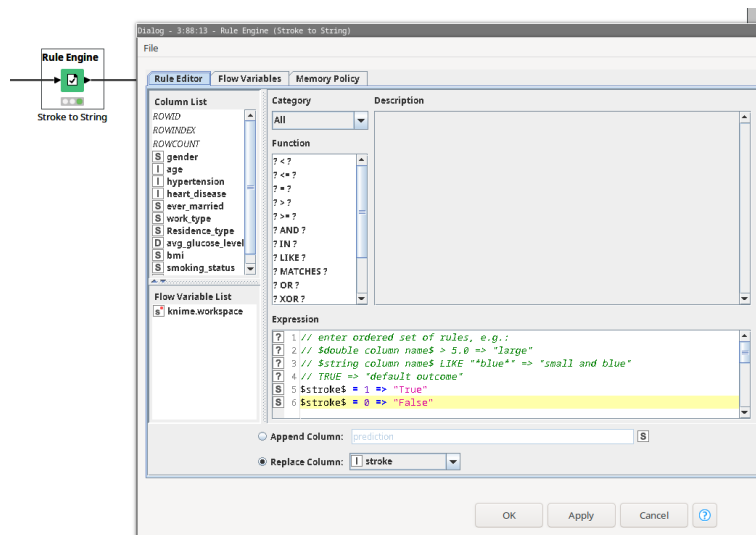 Dialog - 3:88:13 - Rule Engine (Stroke to String)
File
Rule Engine
Stroke to String
Rule Editor
Flow Variables
Memory Policy
Column List
ROWID
ROWINDEX
ROWCOUNT
S gender
I age
I hypertension
I heart_disease
S ever_married
S work_type
S Residence_type
D avg_glucose_level
S bmi
S smoking_status
Flow Variable List
s knime.workspace
Category
All
Function
? < ?
? <= ?
? = ?
? > ?
? >= ?
? AND ?
? IN ?
? LIKE ?
? MATCHES ?
? OR ?
? XOR ?
Description
Expression
? 1 // enter ordered set of rules, e.g.:
? 2 // $double column name$ > 5.0 => "large"
? 3 // $string column name$ LIKE "*blue*" => "small and blue"
? 4 // TRUE => "default outcome"
S 5 $stroke$ = 1 => "True"
S 6 $stroke$ = 0 => "False"
Append Column: prediction S
Replace Column: I stroke
OK
Apply
Cancel
?